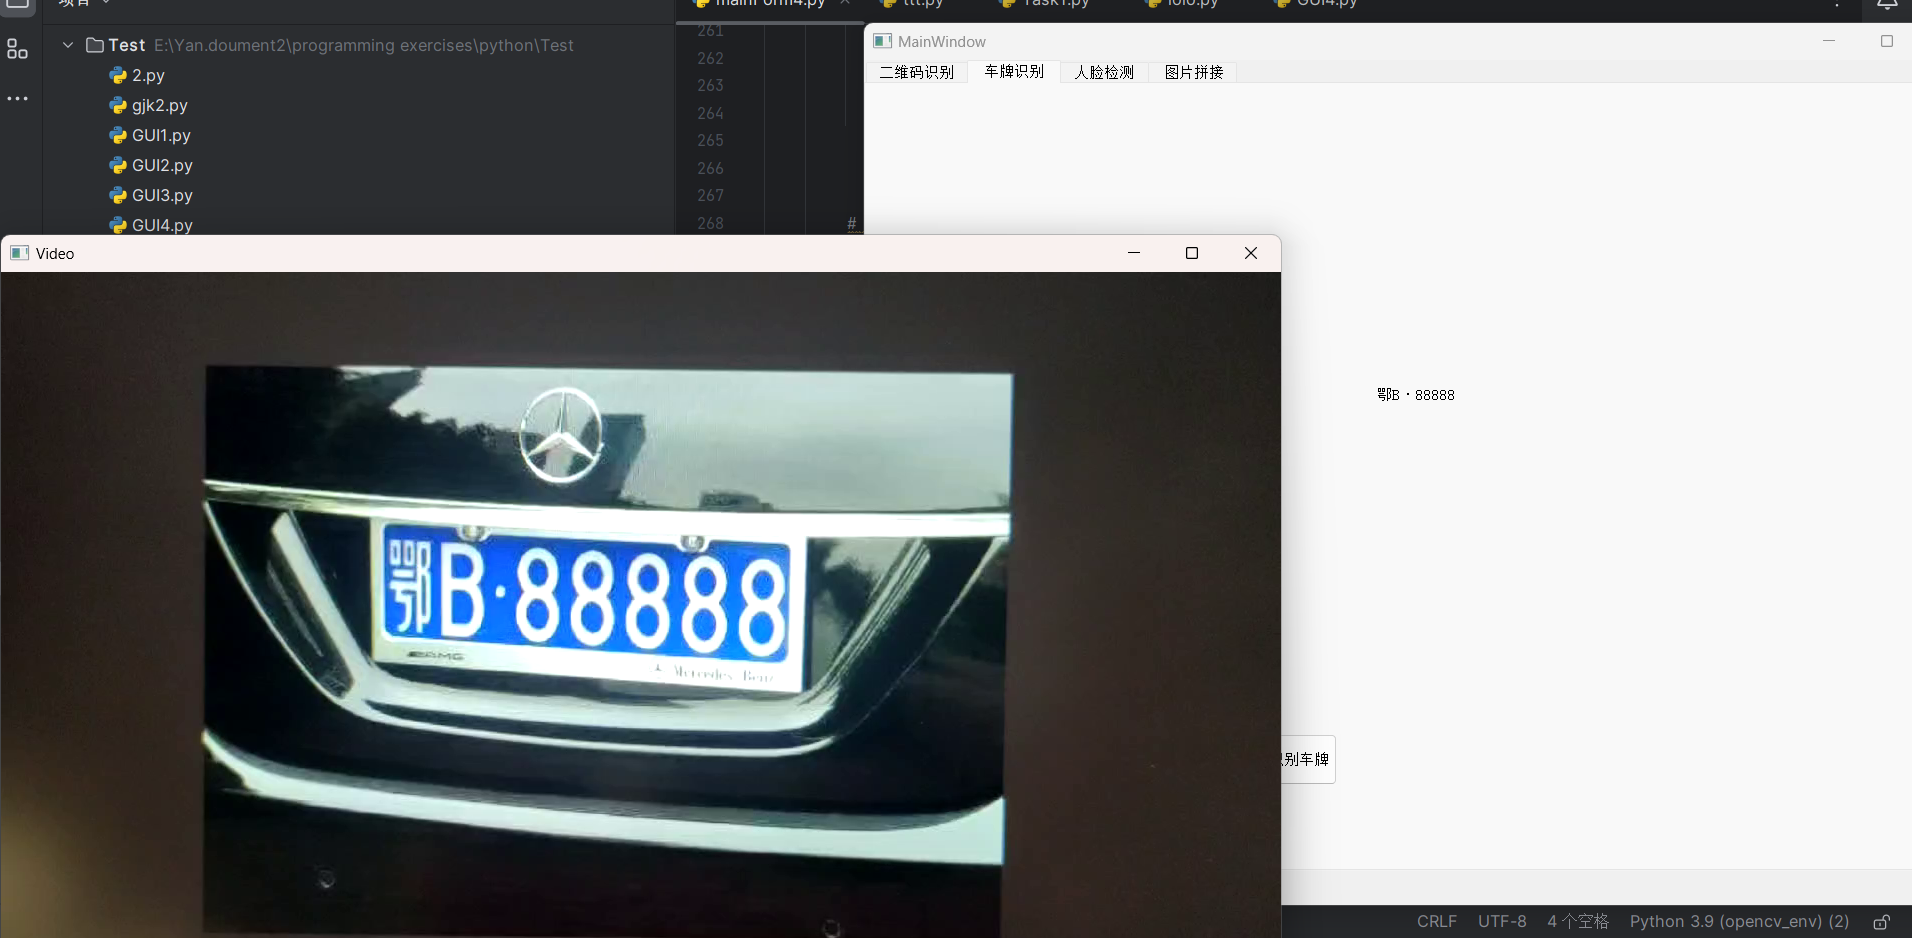 项目
Test E:\Yan.doument2\programming exercises\python\Test
2.py
gjk2.py
GUI1.py
GUI2.py
GUI3.py
GUI4.py
mainForm4.py
ttt.py
Task1.py
lolo.py
GUI4.py
261
262
263
264
265
266
267
268 #
MainWindow
二维码识别 车牌识别 人脸检测 图片拼接
鄂B·88888
识别车牌
Video
鄂B·88888
AMG
Mercedes-Benz
CRLF UTF-8 4 个空格 Python 3.9 (opencv_env) (2)